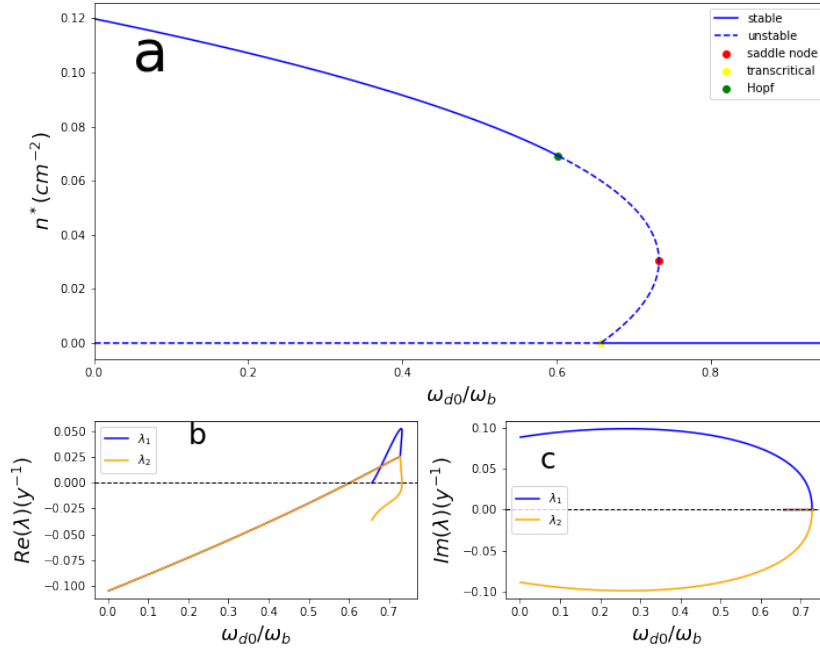 0.12
0.10
0.08
0.06
0.04
0.02
0.00
n* (cm⁻²)
a
stable
unstable
saddle node
transcritical
Hopf
0.0 0.2 0.4 0.6 0.8
ω_d0/ω_b
0.050
0.025
0.000
−0.025
−0.050
−0.075
−0.100
Re(λ)(y⁻¹)
λ₁
λ₂
b
0.0 0.1 0.2 0.3 0.4 0.5 0.6 0.7
ω_d0/ω_b
0.10
0.05
0.00
−0.05
−0.10
Im(λ)(y⁻¹)
c
λ₁
λ₂
0.0 0.1 0.2 0.3 0.4 0.5 0.6 0.7
ω_d0/ω_b